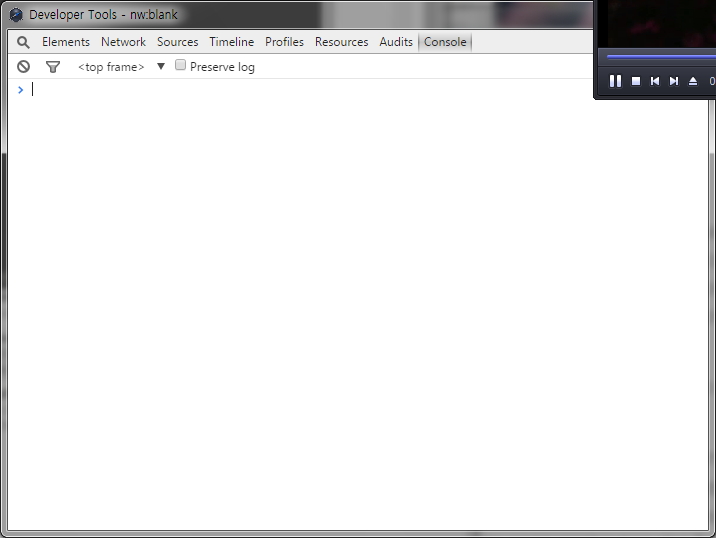 Developer Tools - nw:blank
Elements Network Sources Timeline Profiles Resources Audits Console
<top frame> Preserve log
>